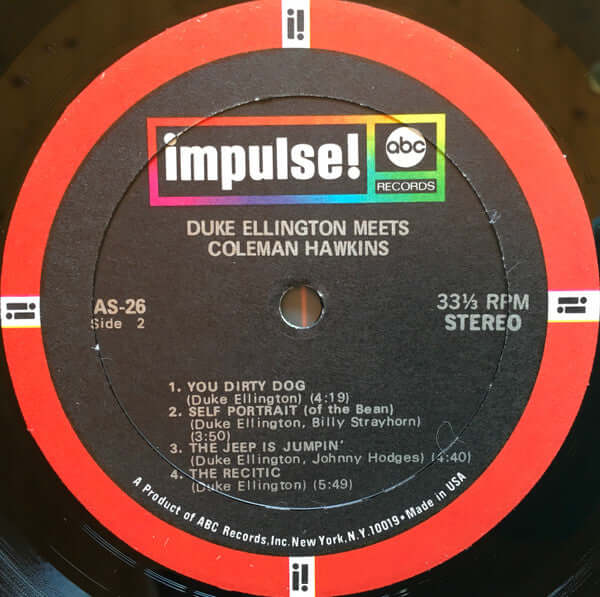 i!
impulse!
abc
RECORDS
DUKE ELLINGTON MEETS
COLEMAN HAWKINS
AS-26
Side 2
33⅓ RPM
STEREO
i!
i!
1. YOU DIRTY DOG
(Duke Ellington) (4:19)
2. SELF PORTRAIT (of the Bean)
(Duke Ellington, Billy Strayhorn)
(3:50)
3. THE JEEP IS JUMPIN'
(Duke Ellington, Johnny Hodges) (4:40)
4. THE RECITIC
(Duke Ellington) (5:49)
A Product of ABC Records, Inc. New York, N.Y. 10019 • Made in USA
i!